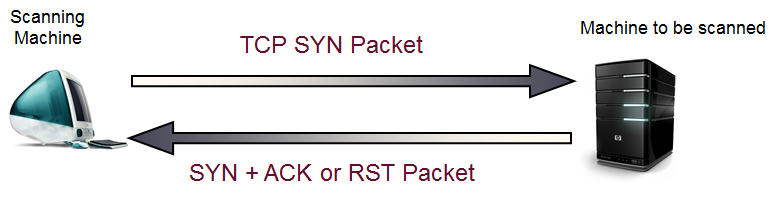 Scanning
Machine
TCP SYN Packet
Machine to be scanned
SYN + ACK or RST Packet